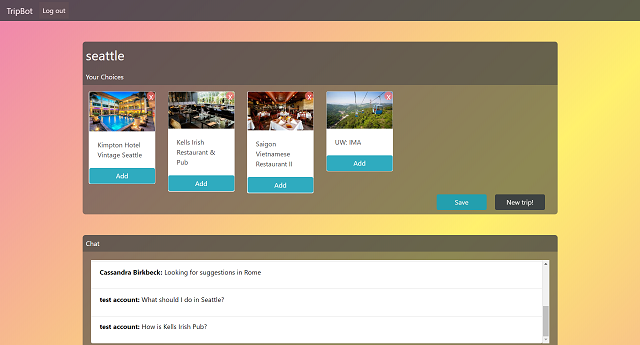 TripBot Log out
seattle
Your Choices
X X X X
Kimpton Hotel
Vintage Seattle
Add
Kells Irish
Restaurant &
Pub
Add
Saigon
Vietnamese
Restaurant II
Add
UW: IMA
Add
Save New trip!
Chat
Cassandra Birkbeck: Looking for suggestions in Rome
test account: What should I do in Seattle?
test account: How is Kells Irish Pub?